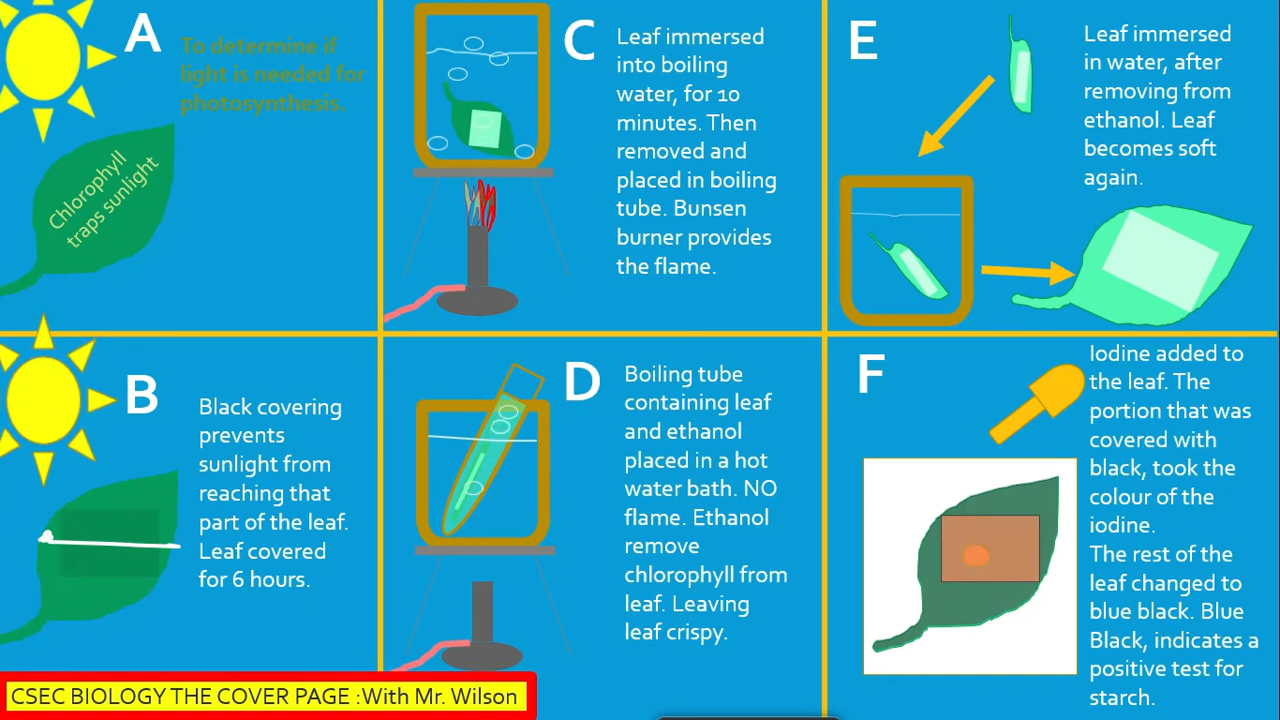 A
To determine if
light is needed for
photosynthesis.
Chlorophyll
traps sunlight
B
Black covering
prevents
sunlight from
reaching that
part of the leaf.
Leaf covered
for 6 hours.
C
Leaf immersed
into boiling
water, for 10
minutes. Then
removed and
placed in boiling
tube. Bunsen
burner provides
the flame.
D
Boiling tube
containing leaf
and ethanol
placed in a hot
water bath. NO
flame. Ethanol
remove
chlorophyll from
leaf. Leaving
leaf crispy.
E
Leaf immersed
in water, after
removing from
ethanol. Leaf
becomes soft
again.
F
Iodine added to
the leaf. The
portion that was
covered with
black, took the
colour of the
iodine.
The rest of the
leaf changed to
blue black. Blue
Black, indicates a
positive test for
starch.
CSEC BIOLOGY THE COVER PAGE :With Mr. Wilson